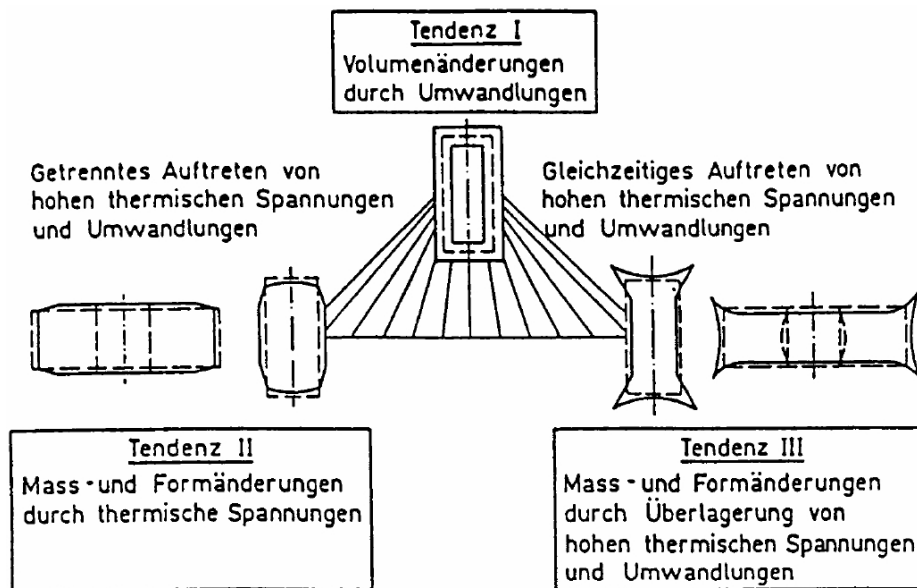 Tendenz I
Volumenänderungen
durch Umwandlungen
Getrenntes Auftreten von
hohen thermischen Spannungen
und Umwandlungen
Gleichzeitiges Auftreten von
hohen thermischen Spannungen
und Umwandlungen
Tendenz II
Mass-und Formänderungen
durch thermische Spannungen
Tendenz III
Mass-und Formänderungen
durch Überlagerung von
hohen thermischen Spannungen
und Umwandlungen